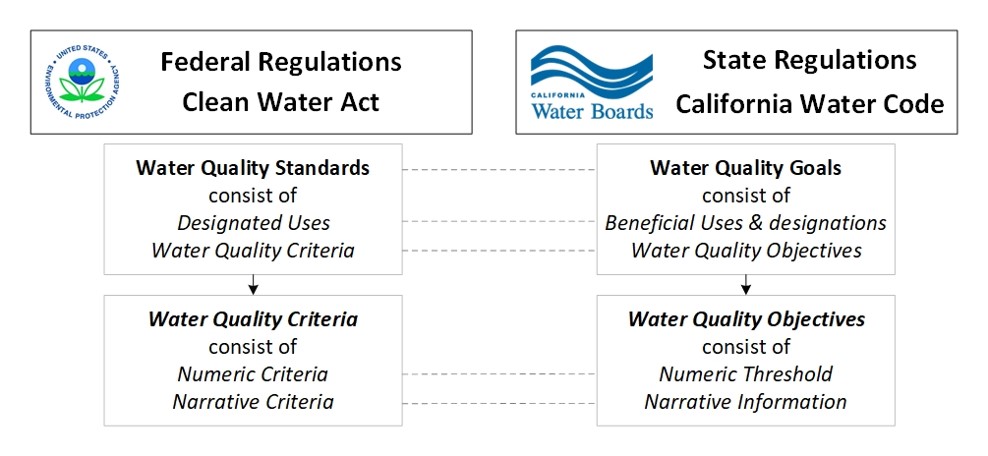 UNITED STATES
ENVIRONMENTAL PROTECTION AGENCY
Federal Regulations
Clean Water Act
CALIFORNIA
Water Boards
State Regulations
California Water Code
Water Quality Standards
consist of
Designated Uses
Water Quality Criteria
Water Quality Goals
consist of
Beneficial Uses & designations
Water Quality Objectives
Water Quality Criteria
consist of
Numeric Criteria
Narrative Criteria
Water Quality Objectives
consist of
Numeric Threshold
Narrative Information